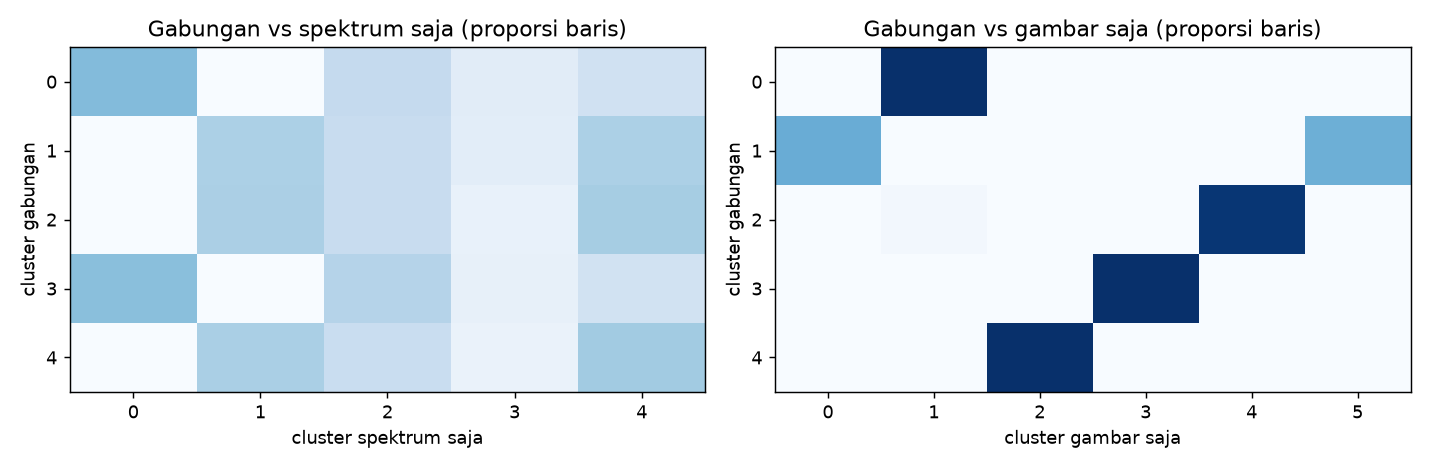 Gabungan vs spektrum saja (proporsi baris)
cluster gabungan
0
1
2
3
4
0 1 2 3 4
cluster spektrum saja
Gabungan vs gambar saja (proporsi baris)
cluster gabungan
0
1
2
3
4
0 1 2 3 4 5
cluster gambar saja